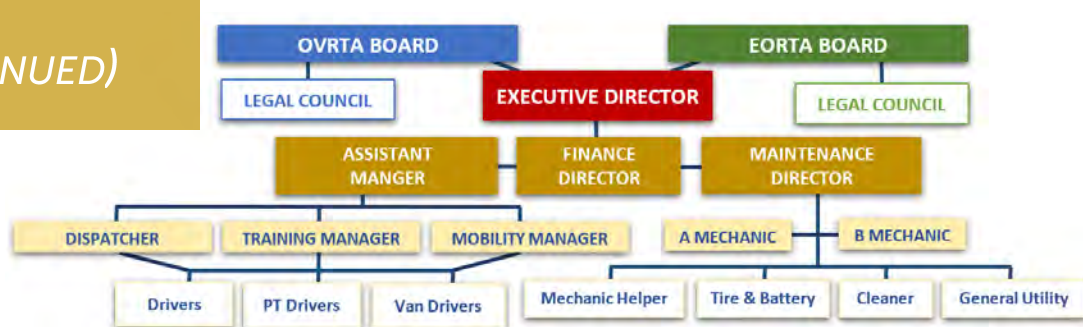 NUED)
OVRTA BOARD
EORTA BOARD
LEGAL COUNCIL
EXECUTIVE DIRECTOR
LEGAL COUNCIL
ASSISTANT
MANGER
FINANCE
DIRECTOR
MAINTENANCE
DIRECTOR
DISPATCHER
TRAINING MANAGER
MOBILITY MANAGER
A MECHANIC
B MECHANIC
Drivers
PT Drivers
Van Drivers
Mechanic Helper
Tire & Battery
Cleaner
General Utility